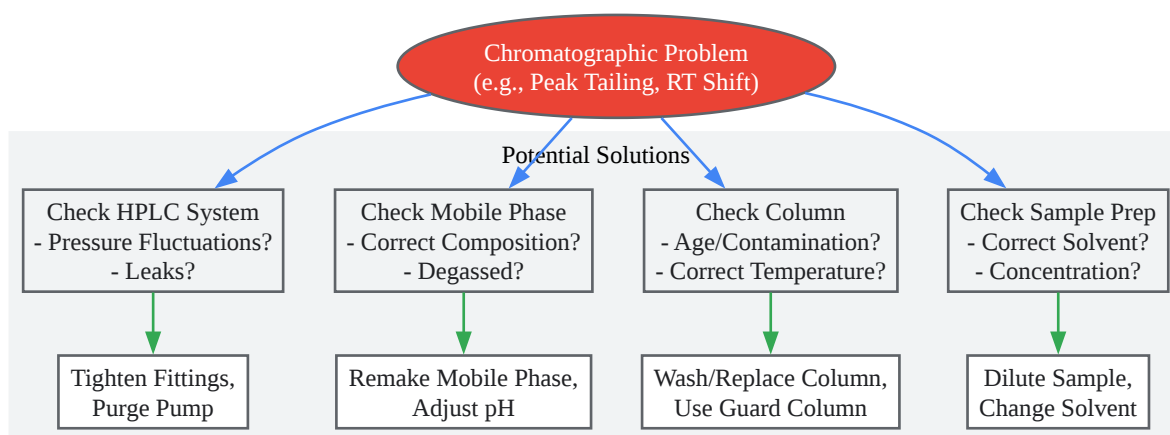 Chromatographic Problem
(e.g., Peak Tailing, RT Shift)
Potential Solutions
Check HPLC System
- Pressure Fluctuations?
- Leaks?
Check Mobile Phase
- Correct Composition?
- Degassed?
Check Column
- Age/Contamination?
- Correct Temperature?
Check Sample Prep
- Correct Solvent?
- Concentration?
Tighten Fittings,
Purge Pump
Remake Mobile Phase,
Adjust pH
Wash/Replace Column,
Use Guard Column
Dilute Sample,
Change Solvent